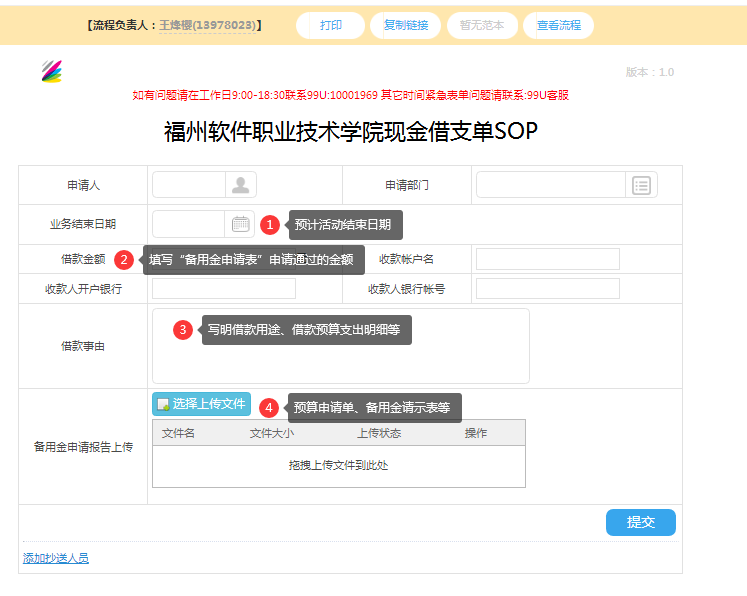 【流程负责人：王烽樱(13978023)】 打印 复制链接 暂无范本 查看流程
版本：1.0
如有问题请在工作日9:00-18:30联系99U:10001969 其它时间紧急表单问题请联系:99U客服
福州软件职业技术学院现金借支单SOP
申请人 申请部门
业务结束日期 1 预计活动结束日期
借款金额 2 填写“备用金申请表”申请通过的金额 收款帐户名
收款人开户银行 收款人银行帐号
借款事由 3 写明借款用途、借款预算支出明细等
选择上传文件 4 预算申请单、备用金请示表等
文件名 文件大小 上传状态 操作
备用金申请报告上传 拖拽上传文件到此处
提交
添加抄送人员